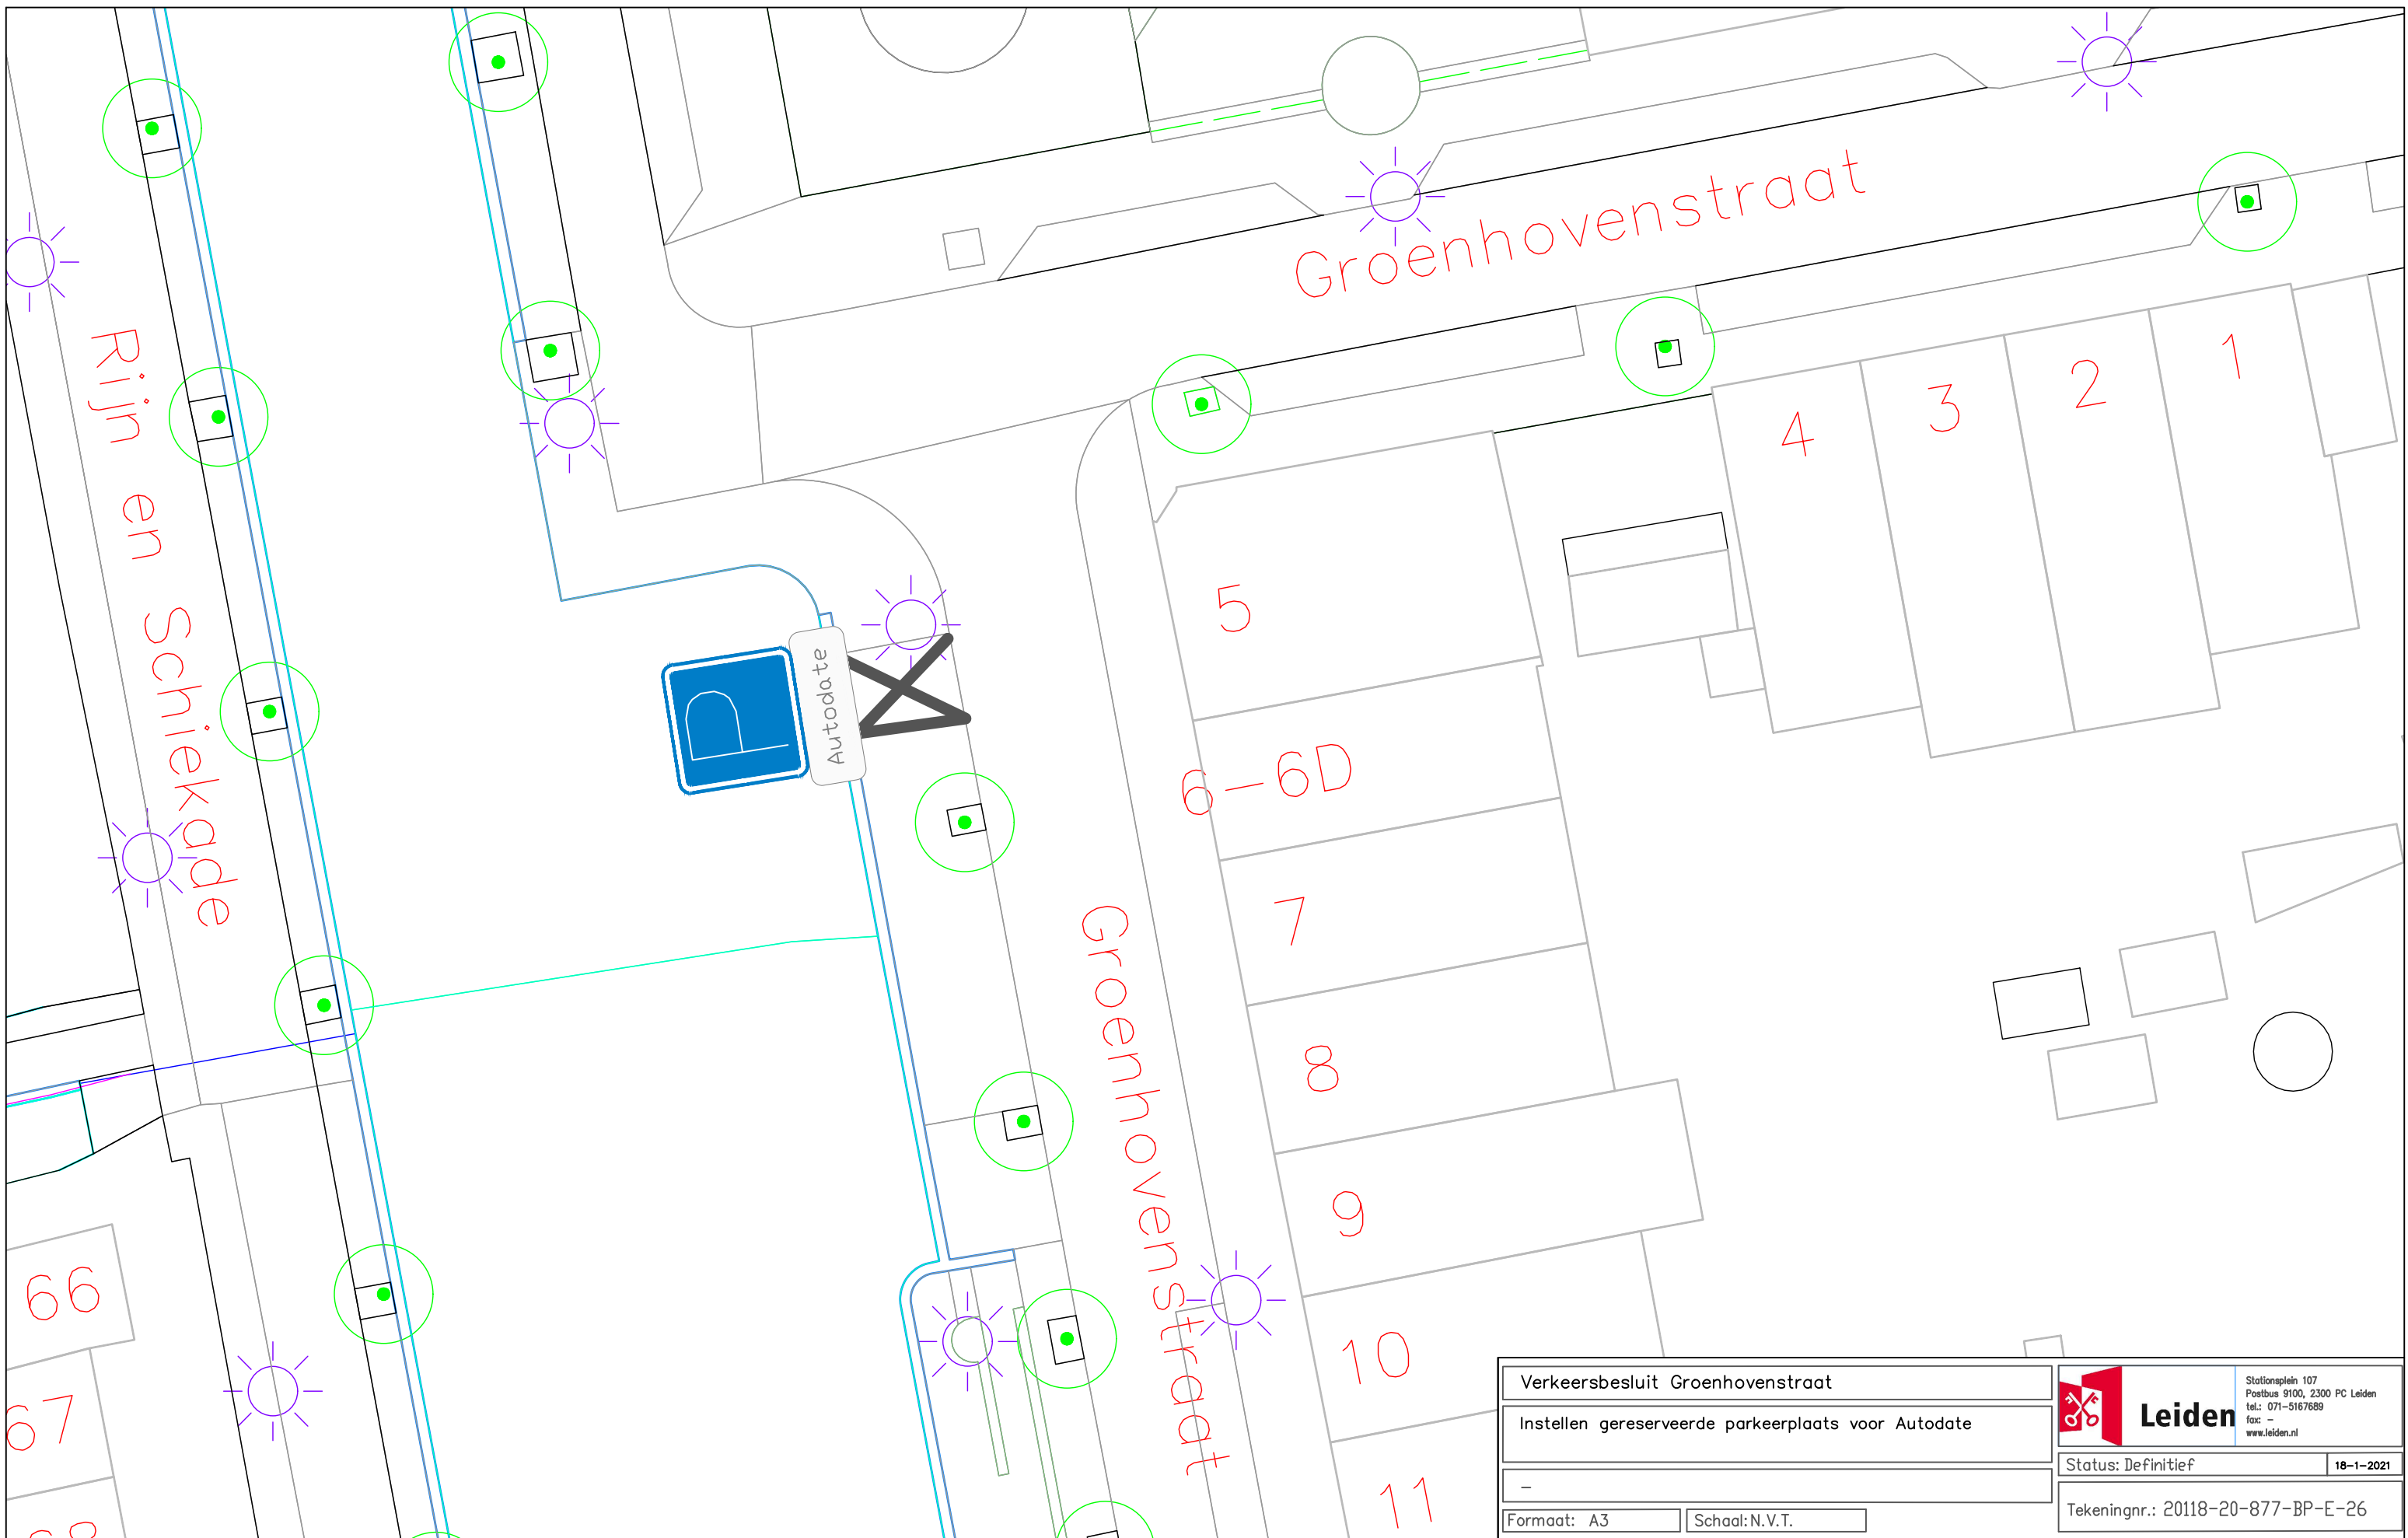 Groenhovenstraat
Rijn en Schiekade
1
2
3
4
5
Autodate
6-6D
7
Groenhovenstraat
8
9
66
10
67
11
Verkeersbesluit Groenhovenstraat
Instellen gereserveerde parkeerplaats voor Autodate
-
Formaat: A3
Schaal: N.V.T.
Leiden
Stationsplein 107
Postbus 9100, 2300 PC Leiden
tel.: 071-5167689
fax: -
www.leiden.nl
Status: Definitief
18-1-2021
Tekeningnr.: 20118-20-877-BP-E-26